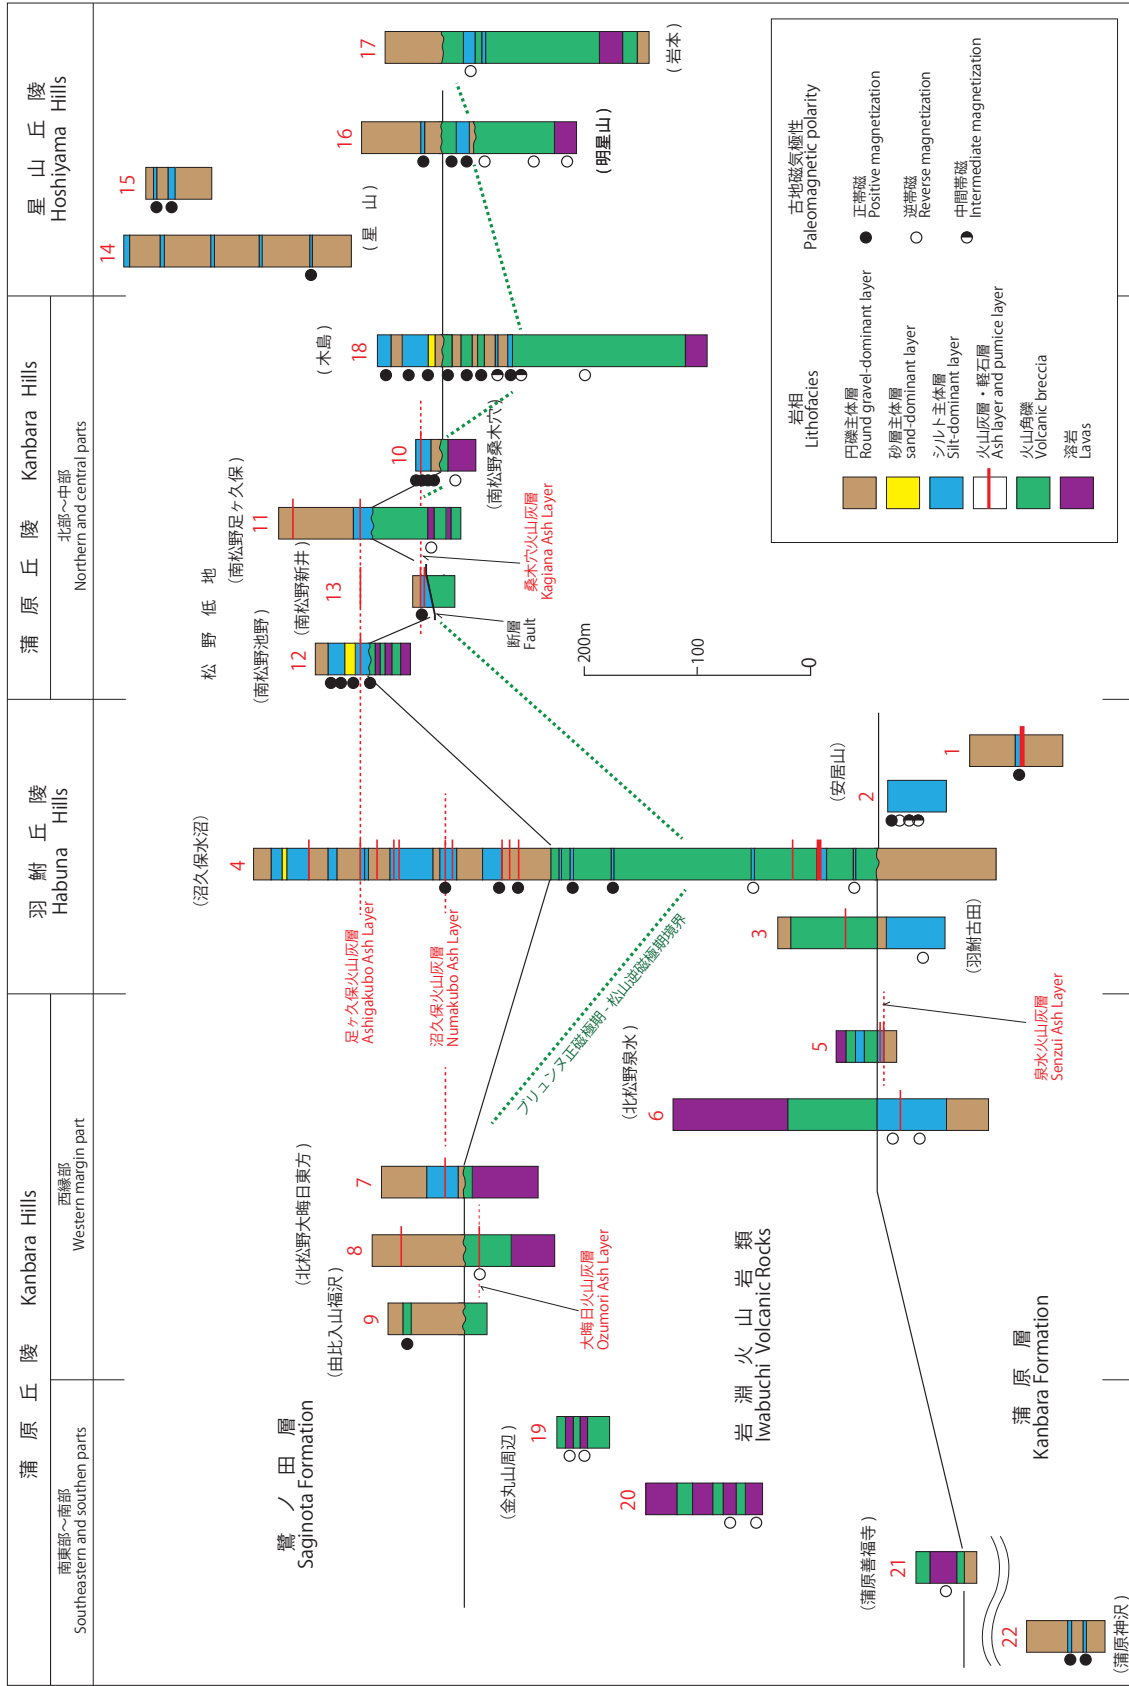 蒲 原 丘 陵
Kanbara Hills
南東部～南部
Southeastern and southen parts
西縁部
Western margin part
羽 鮒 丘 陵
Habuna Hills
蒲 原 丘 陵
Kanbara Hills
北部～中部
Northern and central parts
星 山 丘 陵
Hoshiyama Hills
鷺 ノ 田 層
Saginota Formation
岩 淵 火 山 岩 類
Iwabuchi Volcanic Rocks
蒲 原 層
Kanbara Formation
22
(蒲原神沢)
21
(蒲原善福寺)
20
19
(金丸山周辺)
9
(由比入山福沢)
8
7
(北松野大晦日東方)
6
(北松野泉水)
5
3
(羽鮒古田)
4
(沼久保水沼)
2
(安居山)
1
松 野 低 地
12
(南松野池野)
13
(南松野新井)
11
(南松野足ヶ久保)
10
(南松野桑木穴)
18
(木島)
14
15
(星 山)
16
(明星山)
17
(岩本)
足ヶ久保火山灰層
Ashigakubo Ash Layer
沼久保火山灰層
Numakubo Ash Layer
大晦日火山灰層
Ozumori Ash Layer
泉水火山灰層
Senzui Ash Layer
桑木穴火山灰層
Kagiana Ash Layer
断層
Fault
ブリュンヌ正磁極期 - 松山逆磁極期境界
200m
100
0
岩相
Lithofacies
円礫主体層
Round gravel-dominant layer
砂層主体層
sand-dominant layer
シルト主体層
Silt-dominant layer
火山灰層・軽石層
Ash layer and pumice layer
火山角礫
Volcanic breccia
溶岩
Lavas
古地磁気極性
Paleomagnetic polarity
正帯磁
Positive magnetization
逆帯磁
Reverse magnetization
中間帯磁
Intermediate magnetization